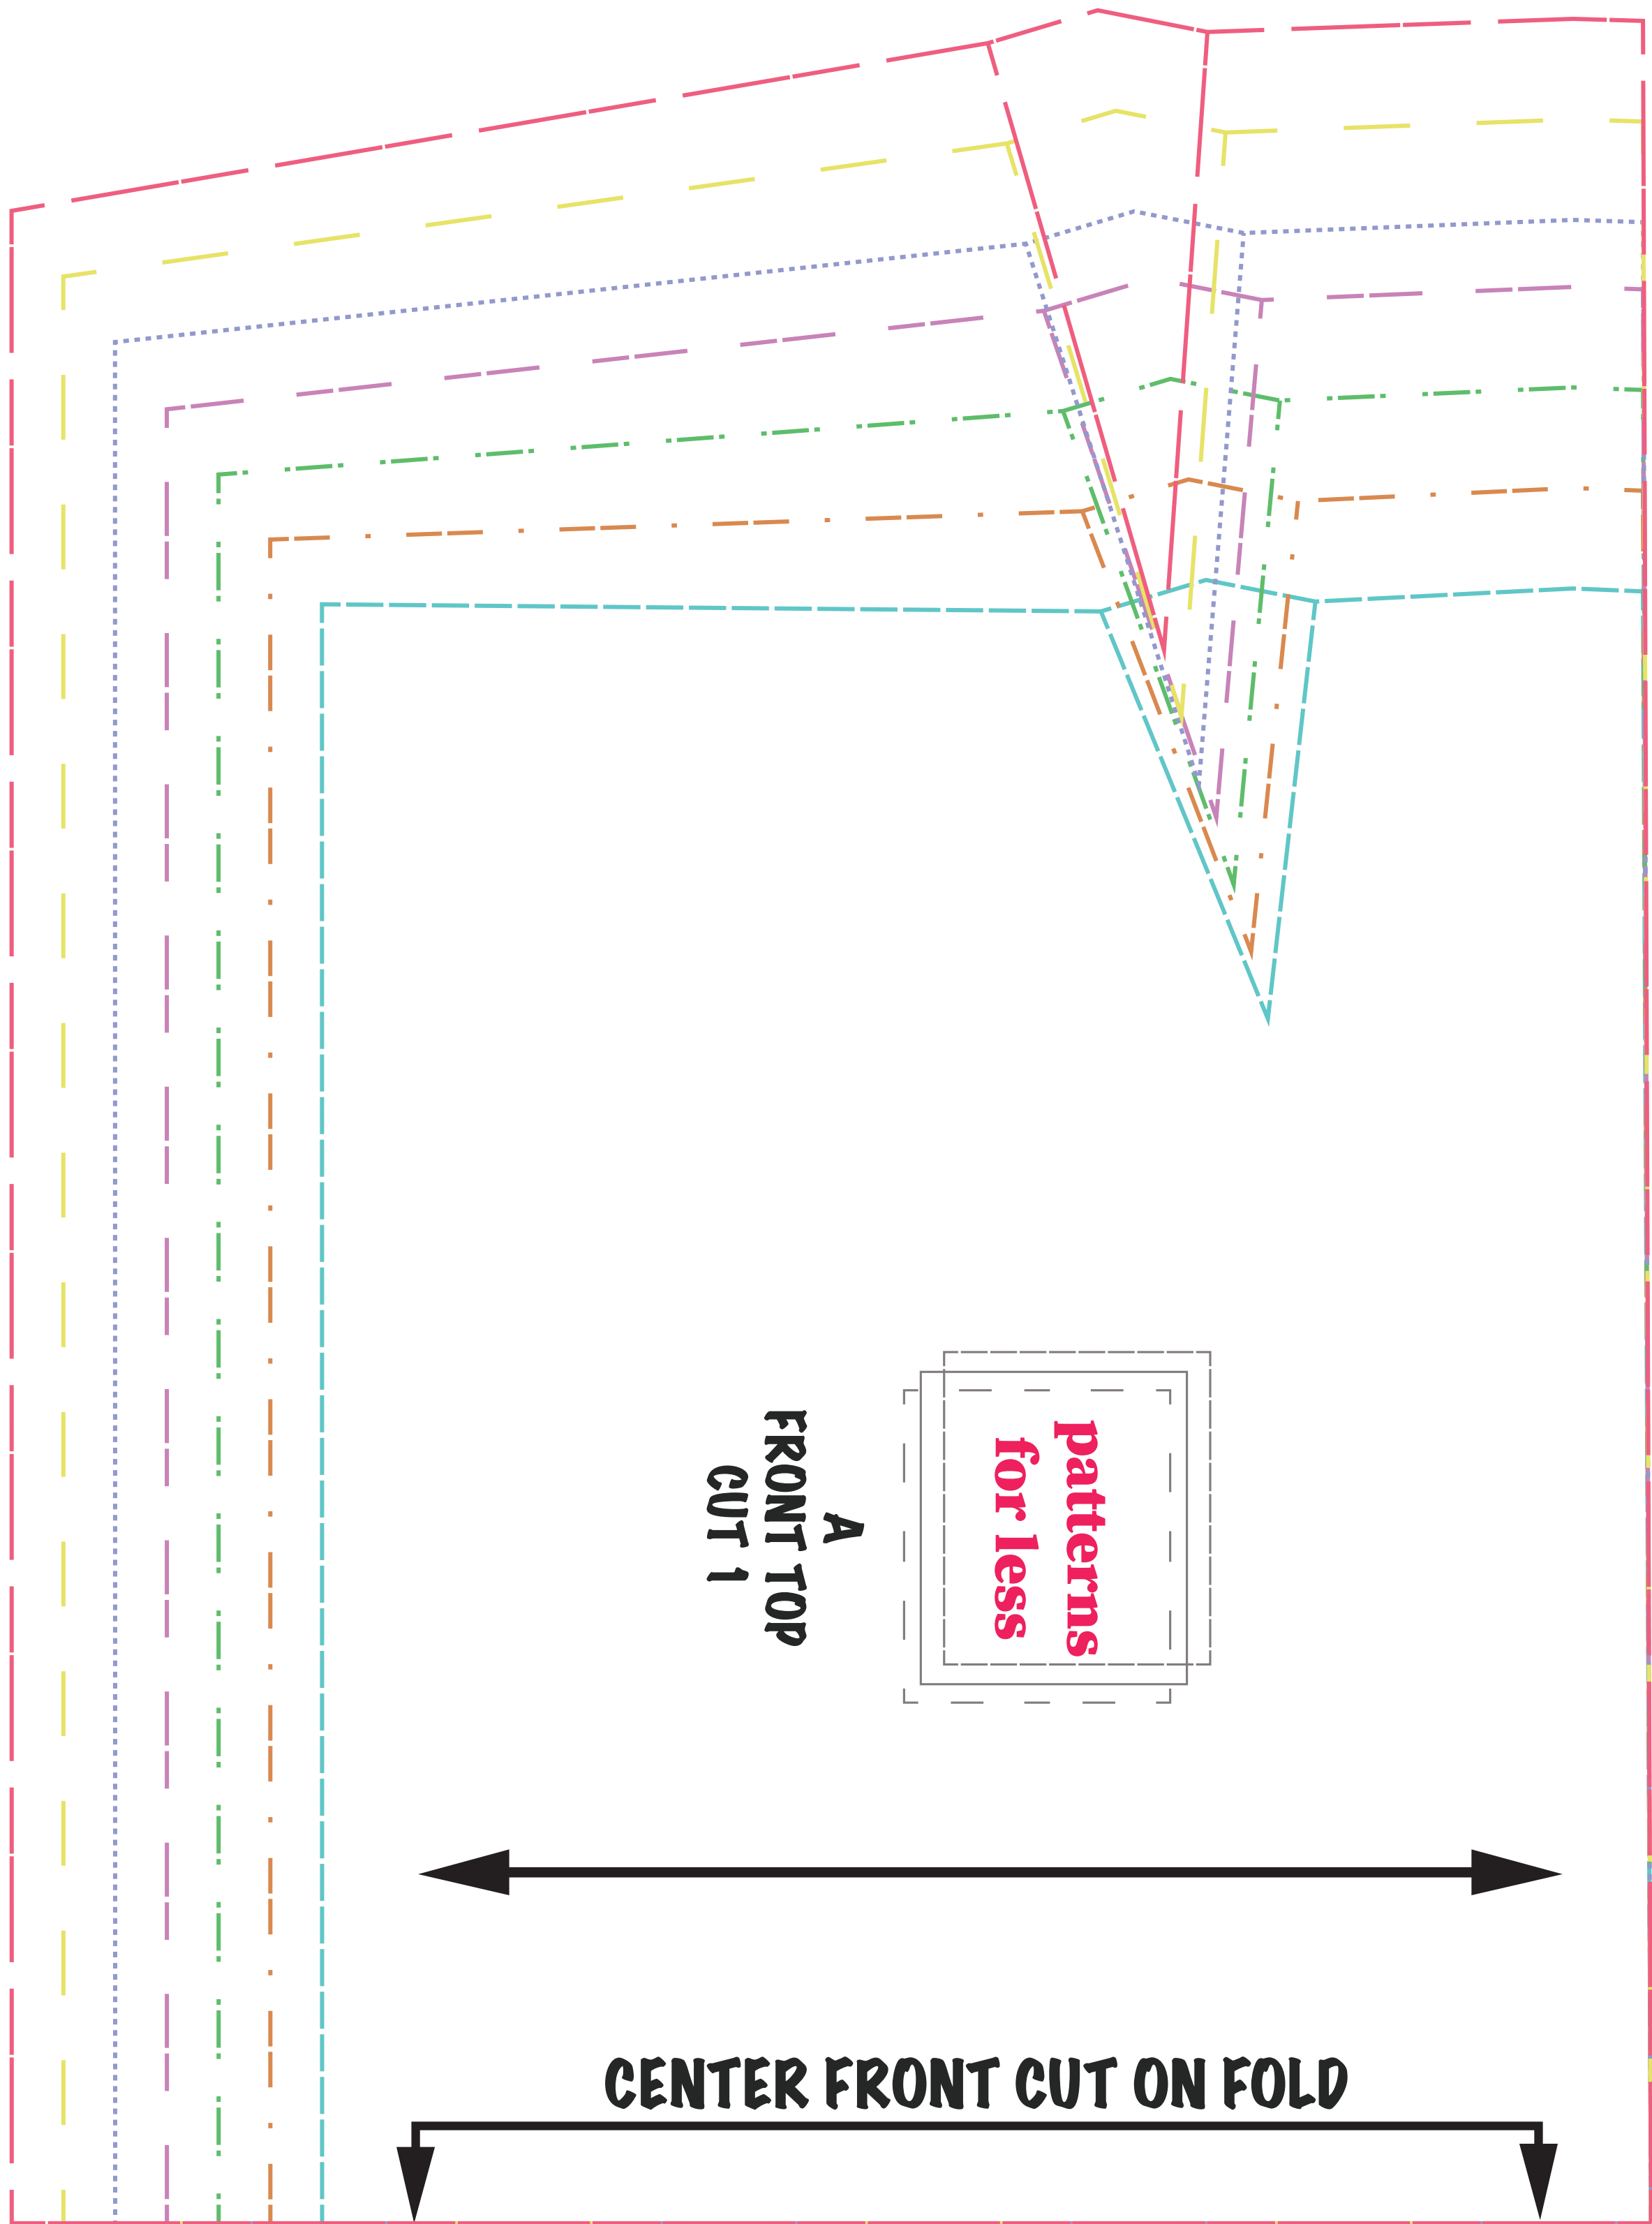 patterns
for less
A
FRONT TOP
CUT 1
CENTER FRONT CUT ON FOLD